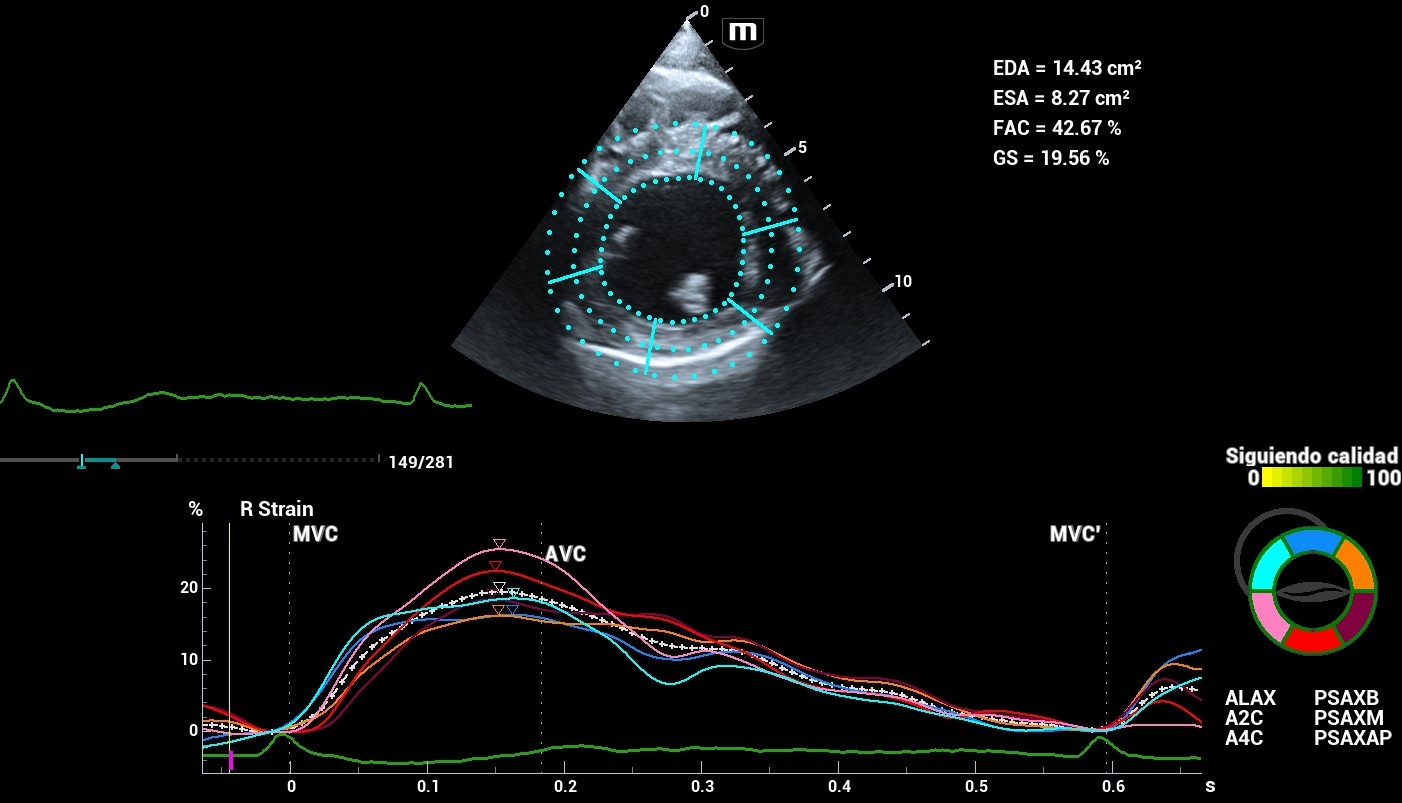 0
m
5
10
EDA = 14.43 cm²
ESA = 8.27 cm²
FAC = 42.67 %
GS = 19.56 %
149/281
Siguiendo calidad
0 100
% R Strain
MVC
AVC
MVC'
20
10
0
0 0.1 0.2 0.3 0.4 0.5 0.6 s
ALAX PSAXB
A2C PSAXM
A4C PSAXAP